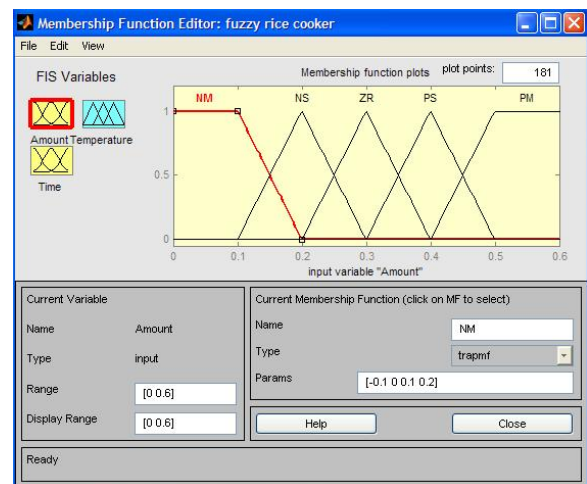 Membership Function Editor: fuzzy rice cooker
File Edit View
FIS Variables
Membership function plots plot points: 181
NM NS ZR PS PM
1
0.5
0
Amount Temperature
Time
0 0.1 0.2 0.3 0.4 0.5 0.6
input variable "Amount"
Current Variable
Name Amount
Type input
Range [0 0.6]
Display Range [0 0.6]
Current Membership Function (click on MF to select)
Name NM
Type trapmf
Params [-0.1 0 0.1 0.2]
Help Close
Ready